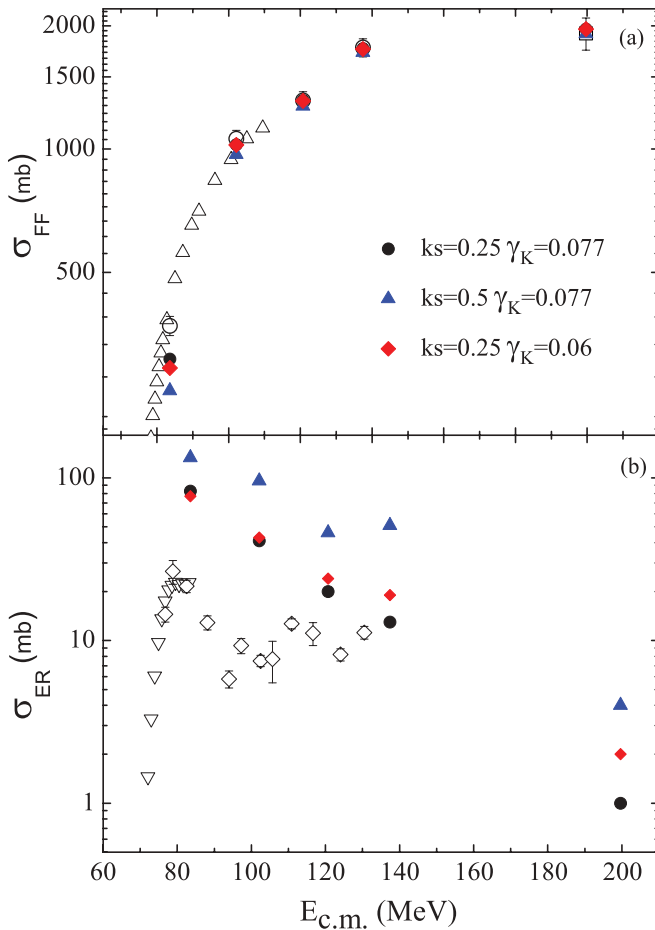 2000
1500
1000
500
σFF (mb)
(a)
ks=0.25 γK=0.077
ks=0.5 γK=0.077
ks=0.25 γK=0.06
100
10
1
σER (mb)
(b)
60 80 100 120 140 160 180 200
Ec.m. (MeV)